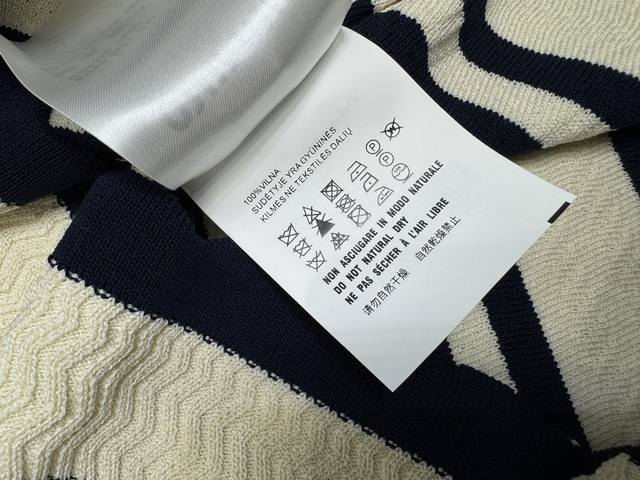 100% VILNA
SUDĖTYJE YRA GYŪNINĖS
KILMĖS NE TEKSTILĖS DALIŲ
NON ASCIUGARE IN MODO NATURALE
DO NOT NATURAL DRY
NE PAS SÉCHER À L'AIR LIBRE
请勿自然干燥 自然乾燥禁止